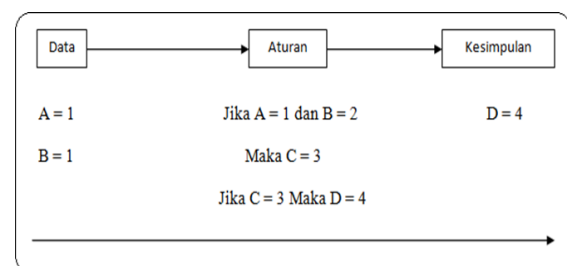 Data Aturan Kesimpulan
A = 1 Jika A = 1 dan B = 2 D = 4
B = 1 Maka C = 3
Jika C = 3 Maka D = 4